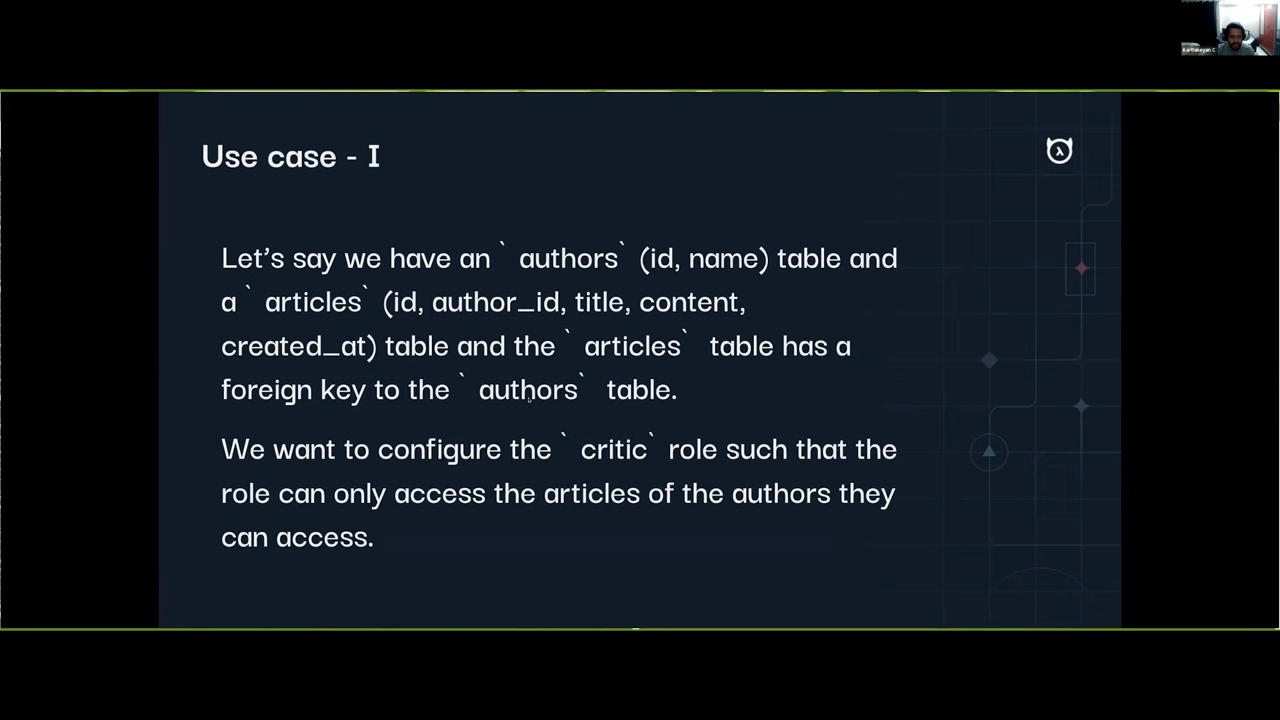 Karthikeyan C
Use case - I
Let's say we have an ` authors` (id, name) table and
a ` articles` (id, author_id, title, content,
created_at) table and the ` articles` table has a
foreign key to the ` authors` table.
We want to configure the ` critic` role such that the
role can only access the articles of the authors they
can access.